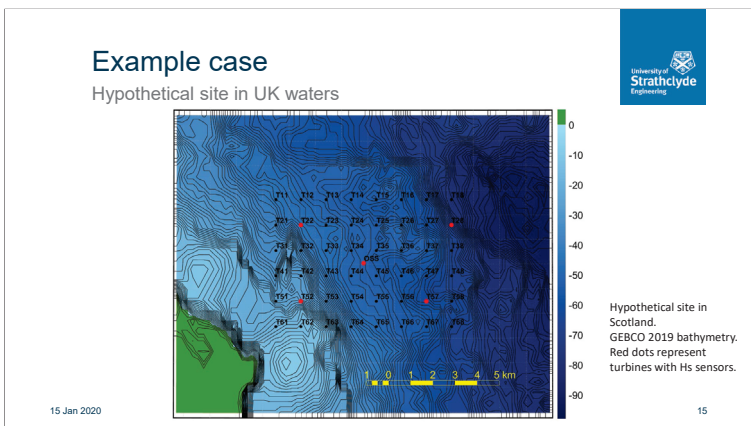 Example case
Hypothetical site in UK waters
University of
Strathclyde
Engineering
0
-10
-20
-30
-40
-50
-60
-70
-80
-90
T11 T12 T13 T14 T15 T16 T17 T18
T21 T22 T23 T24 T25 T26 T27 T28
T31 T32 T33 T34 T35 T36 T37 T38
OSS
T41 T42 T43 T44 T45 T46 T47 T48
T51 T52 T53 T54 T55 T56 T57 T58
T61 T62 T63 T64 T65 T66 T67 T68
1 0 1 2 3 4 5 km
Hypothetical site in
Scotland.
GEBCO 2019 bathymetry.
Red dots represent
turbines with Hs sensors.
15 Jan 2020
15